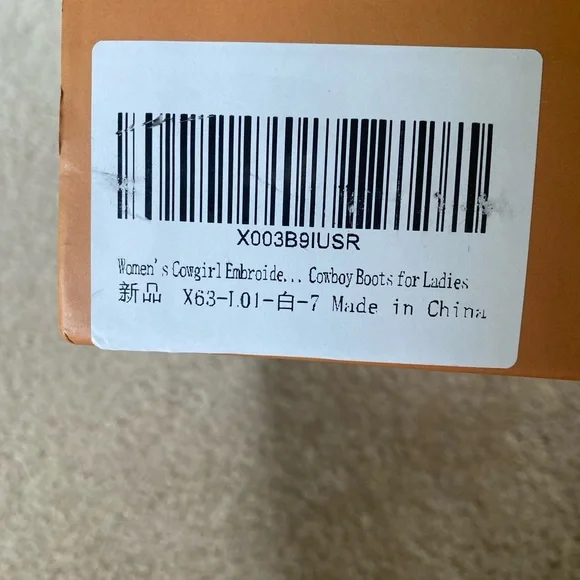 X003B9IUSR
Women's Cowgirl Embroide... Cowboy Boots for Ladies
新品 X63-L01-白-7 Made in China